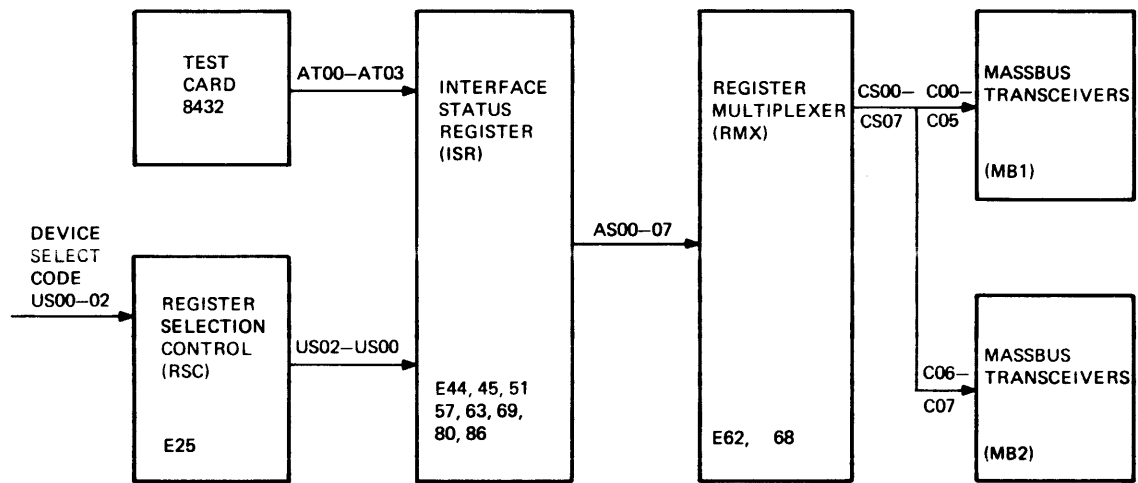 TEST
CARD
8432
AT00–AT03
INTERFACE
STATUS
REGISTER
(ISR)
REGISTER
MULTIPLEXER
(RMX)
CS00–
CS07
C00–
C05
MASSBUS
TRANSCEIVERS
(MB1)
DEVICE
SELECT
CODE
US00–02
REGISTER
SELECTION
CONTROL
(RSC)
E25
US02–US00
E44, 45, 51
57, 63, 69,
80, 86
AS00–07
E62, 68
C06–
C07
MASSBUS
TRANSCEIVERS
(MB2)